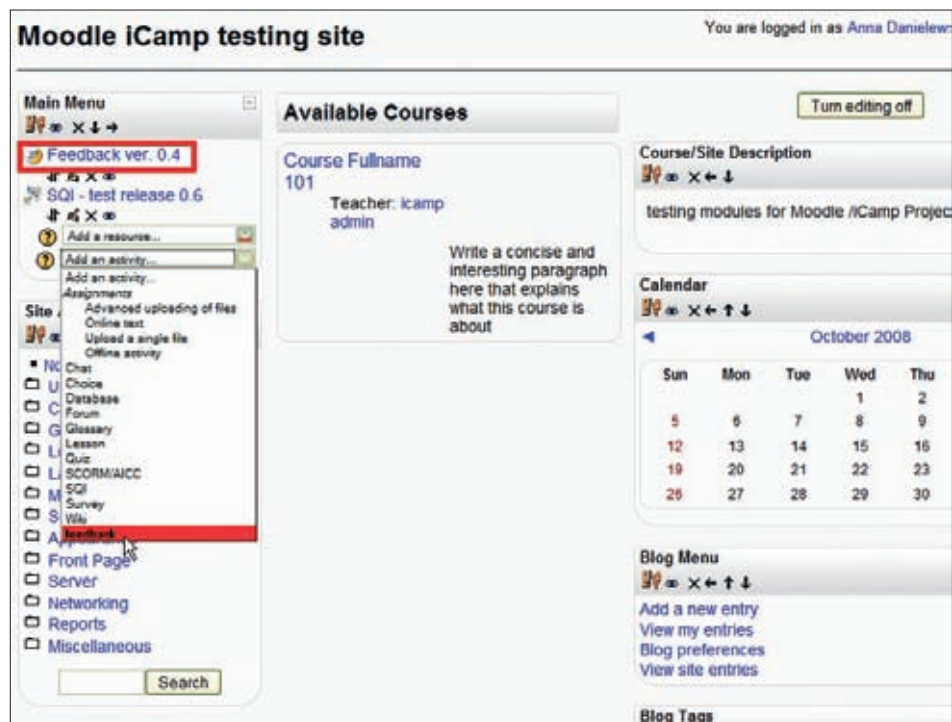 Moodle iCamp testing site
You are logged in as Anna Danielews
Main Menu
Feedback ver. 0.4
SQI - test release 0.6
Add a resource...
Add an activity...
Add an activity...
Assignments
Advanced uploading of files
Online text
Upload a single file
Offline activity
Chat
Choice
Database
Forum
Glossary
Lesson
Quiz
SCORM/AICC
SQI
Survey
Wiki
feedback
Site
No
U
C
G
L
L
M
S
A
Front Page
Server
Networking
Reports
Miscellaneous
Search
Available Courses
Course Fullname
101
Teacher: icamp
admin
Write a concise and
interesting paragraph
here that explains
what this course is
about
Turn editing off
Course/Site Description
testing modules for Moodle /iCamp Projec
Calendar
October 2008
Sun Mon Tue Wed Thu
1 2
5 6 7 8 9
12 13 14 15 16
19 20 21 22 23
26 27 28 29 30
Blog Menu
Add a new entry
View my entries
Blog preferences
View site entries
Blog Tags